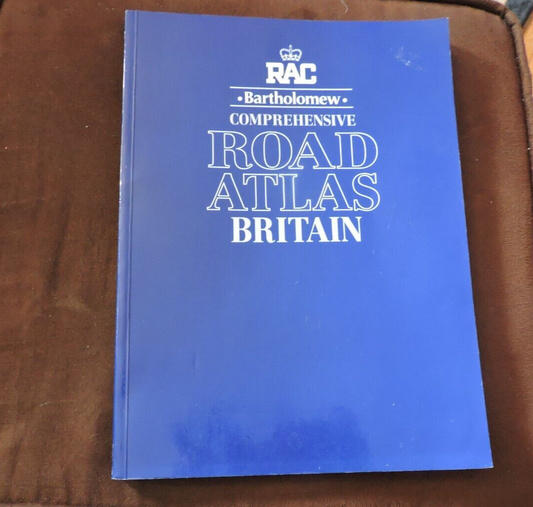 RAC
•Bartholomew•
COMPREHENSIVE
ROAD
ATLAS
BRITAIN